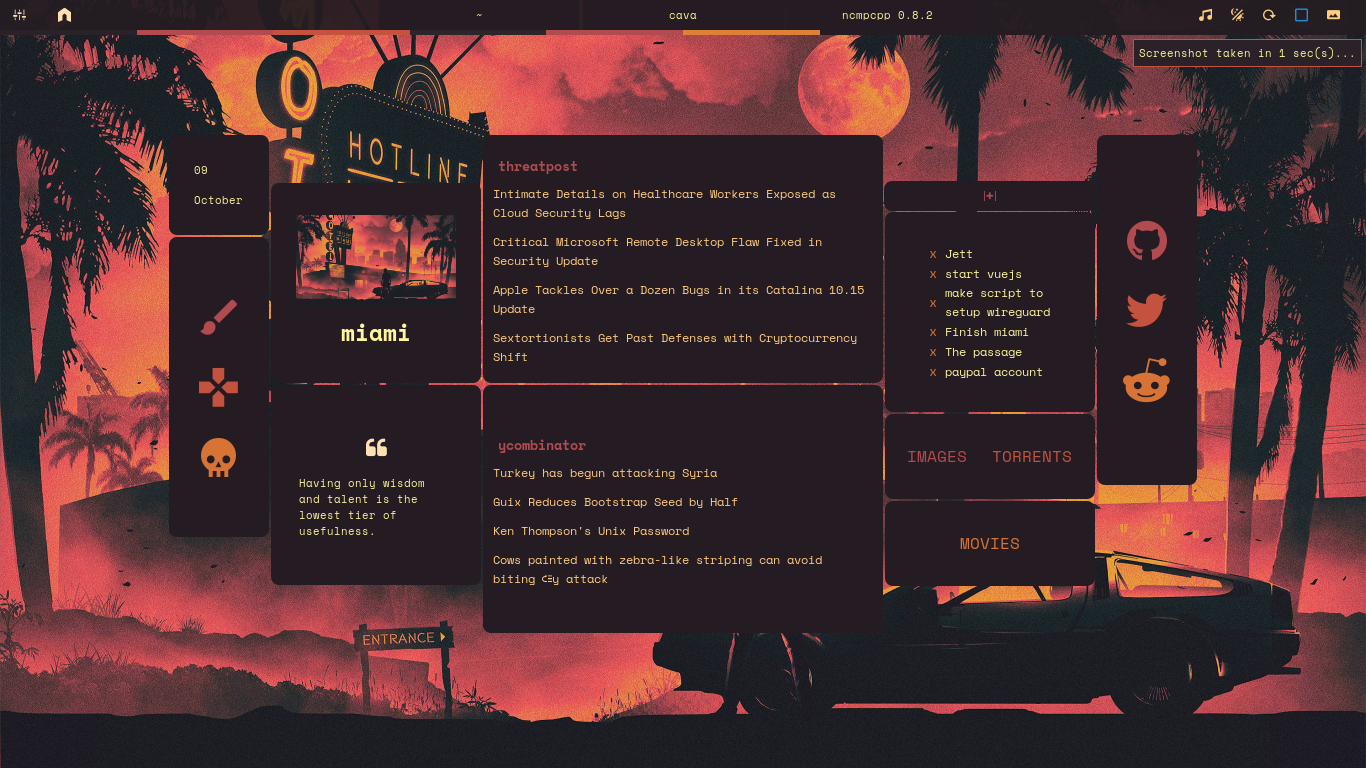 ~
cava
ncmpcpp 0.8.2
Screenshot taken in 1 sec(s)...
O
T
HOTLINE
09
October
miami
Having only wisdom
and talent is the
lowest tier of
usefulness.
threatpost
Intimate Details on Healthcare Workers Exposed as
Cloud Security Lags
Critical Microsoft Remote Desktop Flaw Fixed in
Security Update
Apple Tackles Over a Dozen Bugs in its Catalina 10.15
Update
Sextortionists Get Past Defenses with Cryptocurrency
Shift
ycombinator
Turkey has begun attacking Syria
Guix Reduces Bootstrap Seed by Half
Ken Thompson's Unix Password
Cows painted with zebra-like striping can avoid
biting attack
|+|
x Jett
x start vuejs
x make script to
setup wireguard
x Finish miami
x The passage
x paypal account
IMAGES TORRENTS
MOVIES
ENTRANCE